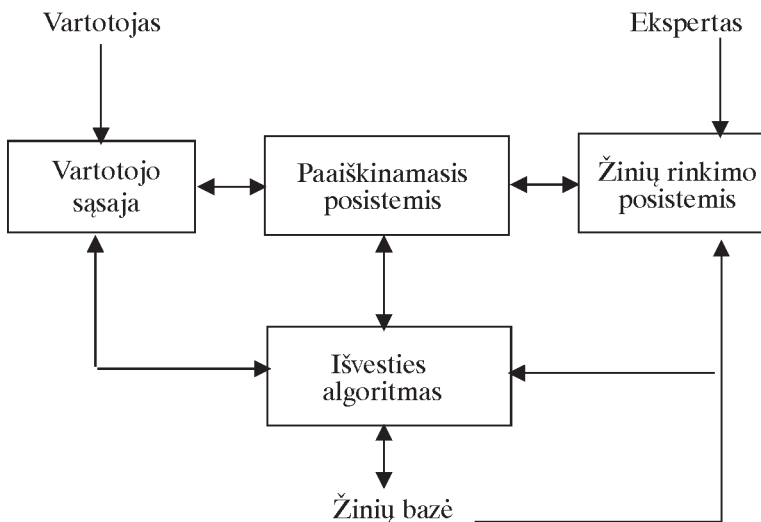 Vartotojas
Ekspertas
Vartotojo
sąsaja
Paaiškinamasis
posistemis
Žinių rinkimo
posistemis
Išvesties
algoritmas
Žinių bazė